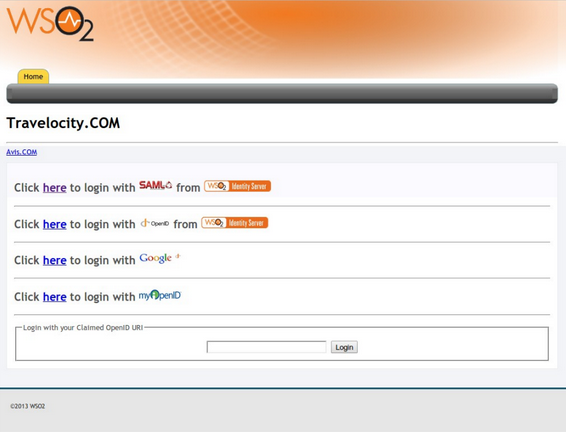 WSO2
Home
Travelocity.COM
Avis.COM
Click here to login with SAML from WSO2 Identity Server
Click here to login with OpenID from WSO2 Identity Server
Click here to login with Google
Click here to login with myOpenID
Login with your Claimed OpenID URI
Login
©2013 WSO2